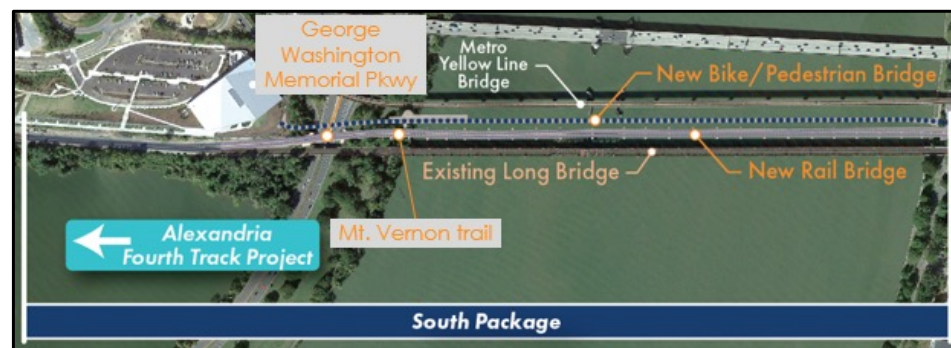 George
Washington
Memorial Pkwy
Metro
Yellow Line
Bridge
New Bike/Pedestrian Bridge
Existing Long Bridge
New Rail Bridge
Mt. Vernon trail
Alexandria
Fourth Track Project
South Package